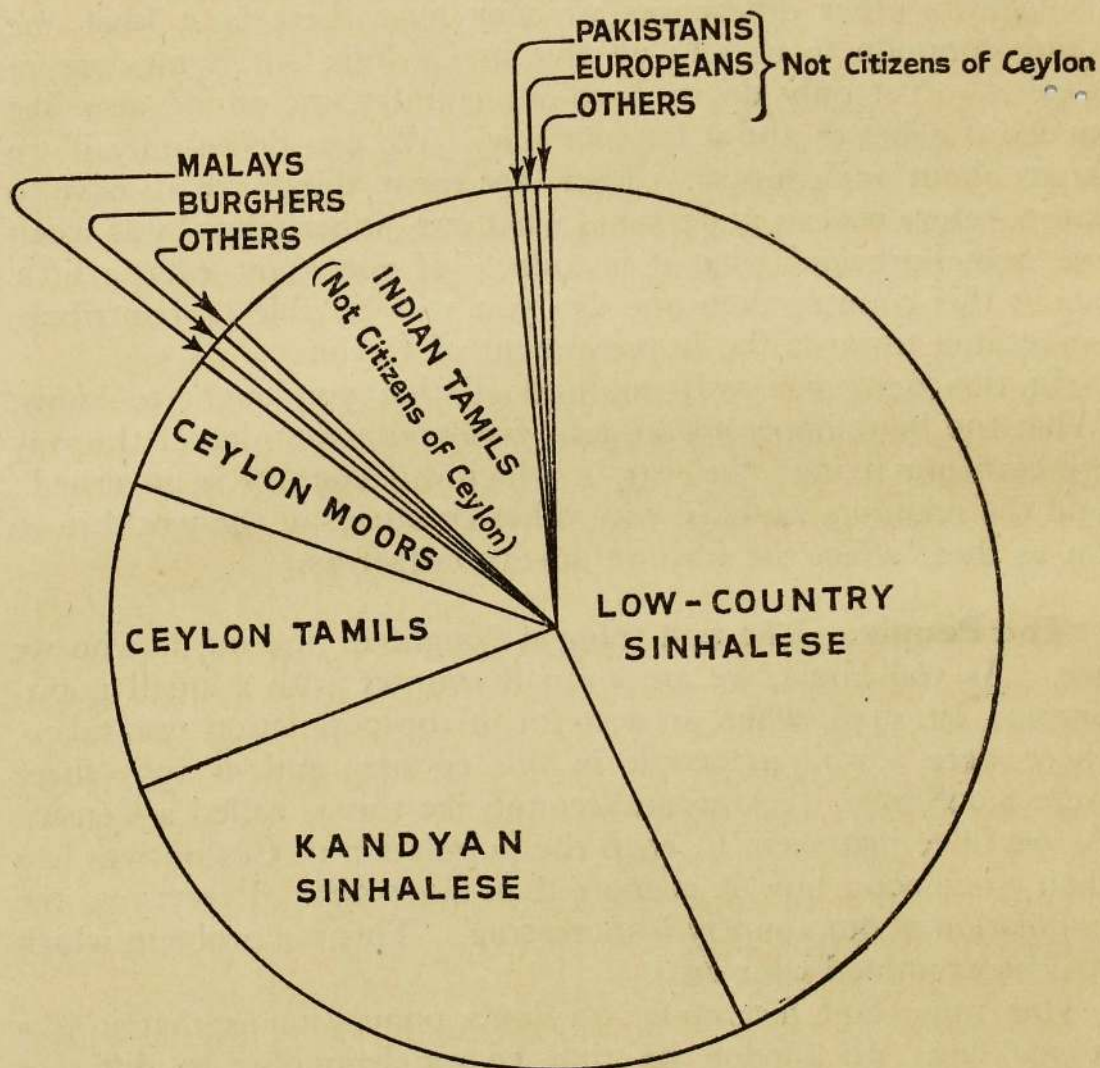 PAKISTANIS
EUROPEANS
OTHERS
Not Citizens of Ceylon
MALAYS
BURGHERS
OTHERS
INDIAN TAMILS
(Not Citizens of Ceylon)
CEYLON MOORS
CEYLON TAMILS
LOW-COUNTRY
SINHALESE
KANDYAN
SINHALESE